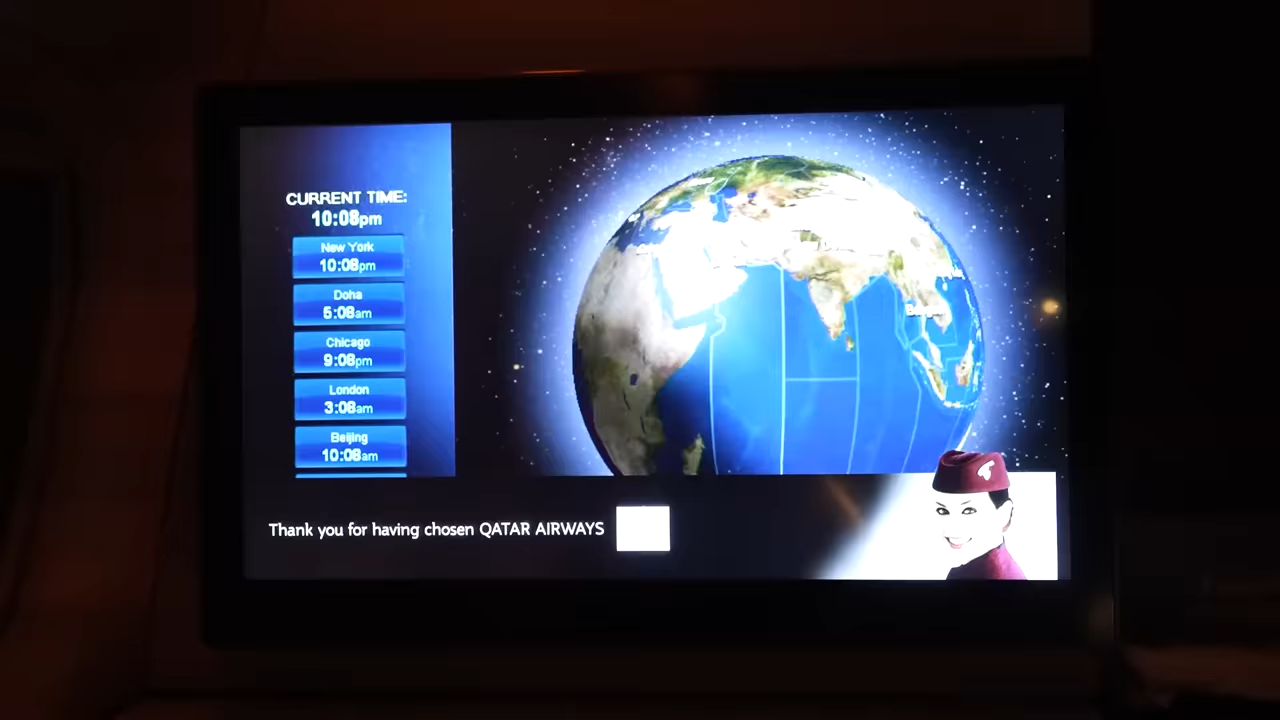 CURRENT TIME:
10:08pm
New York
10:08pm
Doha
5:08am
Chicago
9:08pm
London
3:08am
Beijing
10:08am
Thank you for having chosen QATAR AIRWAYS